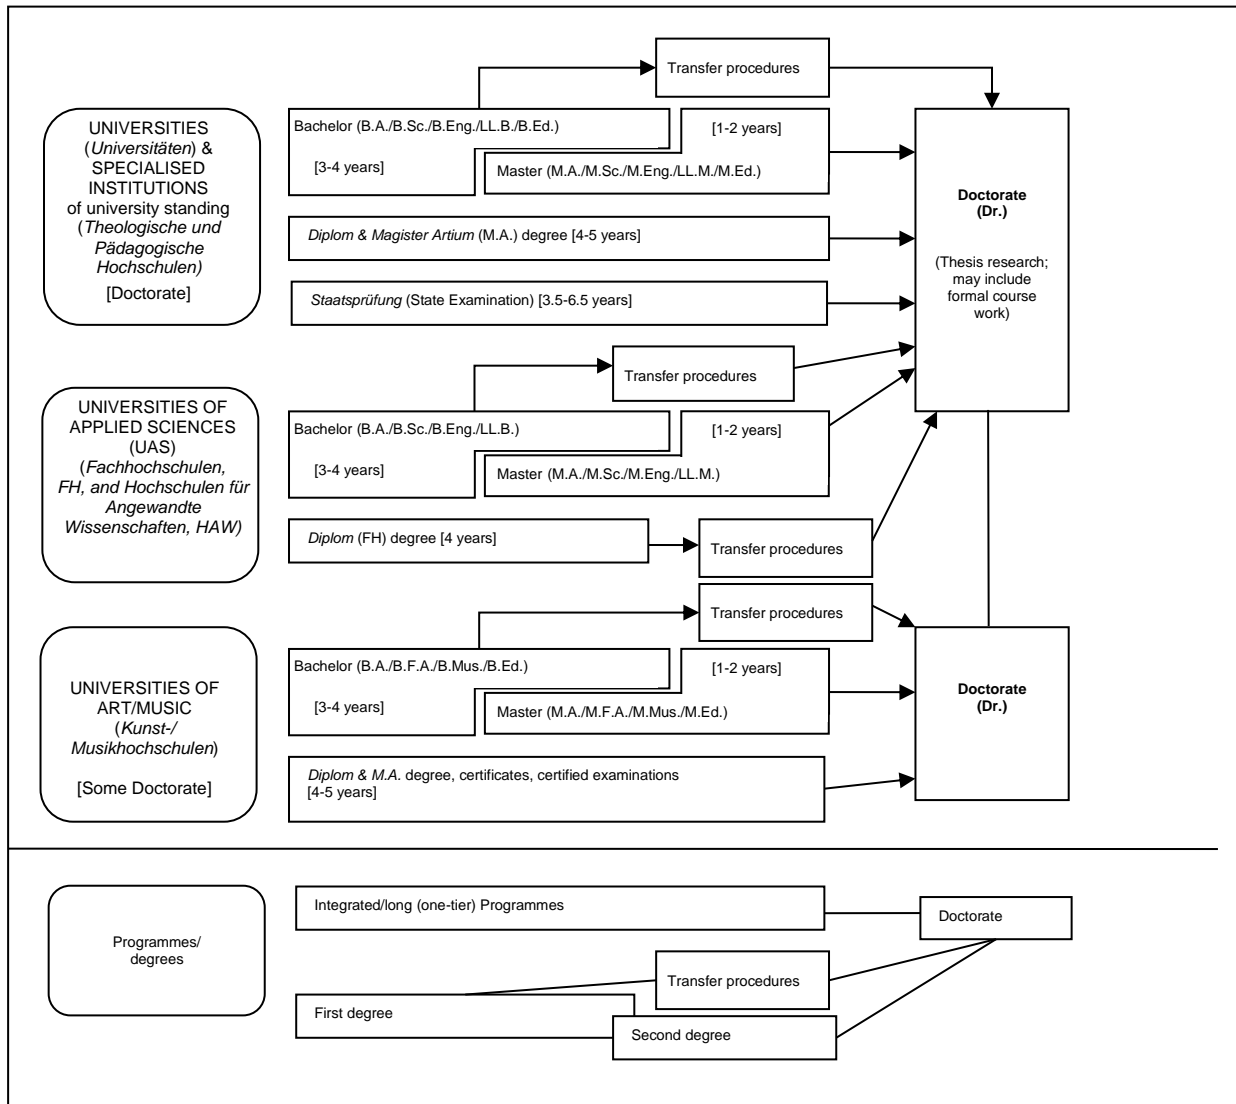 Transfer procedures
UNIVERSITIES
(Universitäten) &
SPECIALISED
INSTITUTIONS
of university standing
(Theologische und
Pädagogische
Hochschulen)
[Doctorate]
Bachelor (B.A./B.Sc./B.Eng./LL.B./B.Ed.)
[3-4 years]
[1-2 years]
Master (M.A./M.Sc./M.Eng./LL.M./M.Ed.)
Diplom & Magister Artium (M.A.) degree [4-5 years]
Staatsprüfung (State Examination) [3.5-6.5 years]
Doctorate
(Dr.)
(Thesis research;
may include
formal course
work)
Transfer procedures
UNIVERSITIES OF
APPLIED SCIENCES
(UAS)
(Fachhochschulen,
FH, and Hochschulen für
Angewandte
Wissenschaften, HAW)
Bachelor (B.A./B.Sc./B.Eng./LL.B.)
[3-4 years]
[1-2 years]
Master (M.A./M.Sc./M.Eng./LL.M.)
Diplom (FH) degree [4 years]
Transfer procedures
Transfer procedures
UNIVERSITIES OF
ART/MUSIC
(Kunst-/
Musikhochschulen)
[Some Doctorate]
Bachelor (B.A./B.F.A./B.Mus./B.Ed.)
[3-4 years]
[1-2 years]
Master (M.A./M.F.A./M.Mus./M.Ed.)
Diplom & M.A. degree, certificates, certified examinations
[4-5 years]
Doctorate
(Dr.)
Programmes/
degrees
Integrated/long (one-tier) Programmes
Doctorate
Transfer procedures
First degree
Second degree